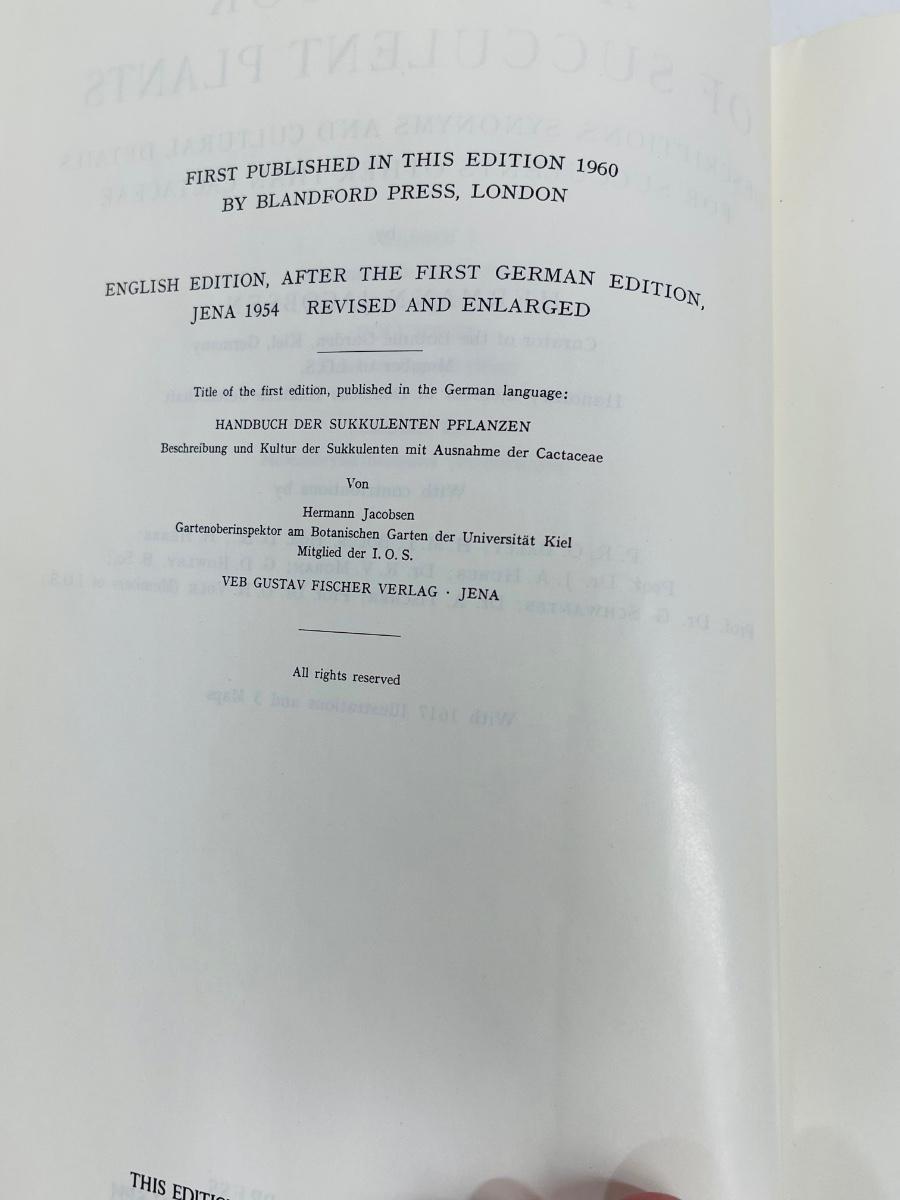 FIRST PUBLISHED IN THIS EDITION 1960
BY BLANDFORD PRESS, LONDON
ENGLISH EDITION, AFTER THE FIRST GERMAN EDITION,
JENA 1954 REVISED AND ENLARGED
Title of the first edition, published in the German language:
HANDBUCH DER SUKKULENTEN PFLANZEN
Beschreibung und Kultur der Sukkulenten mit Ausnahme der Cactaceae
Von
Hermann Jacobsen
Gartenoberinspektor am Botanischen Garten der Universität Kiel
Mitglied der I. O. S.
VEB GUSTAV FISCHER VERLAG · JENA
All rights reserved
THIS